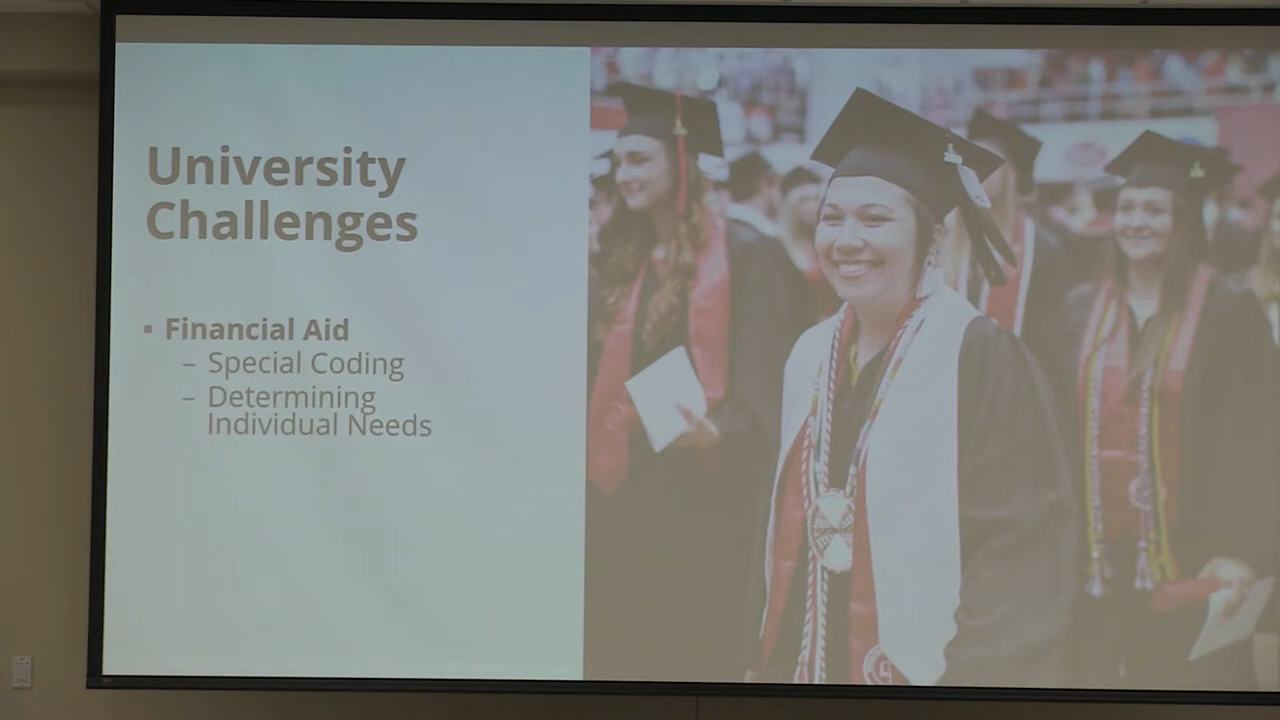 University
Challenges
▪ Financial Aid
– Special Coding
– Determining
Individual Needs